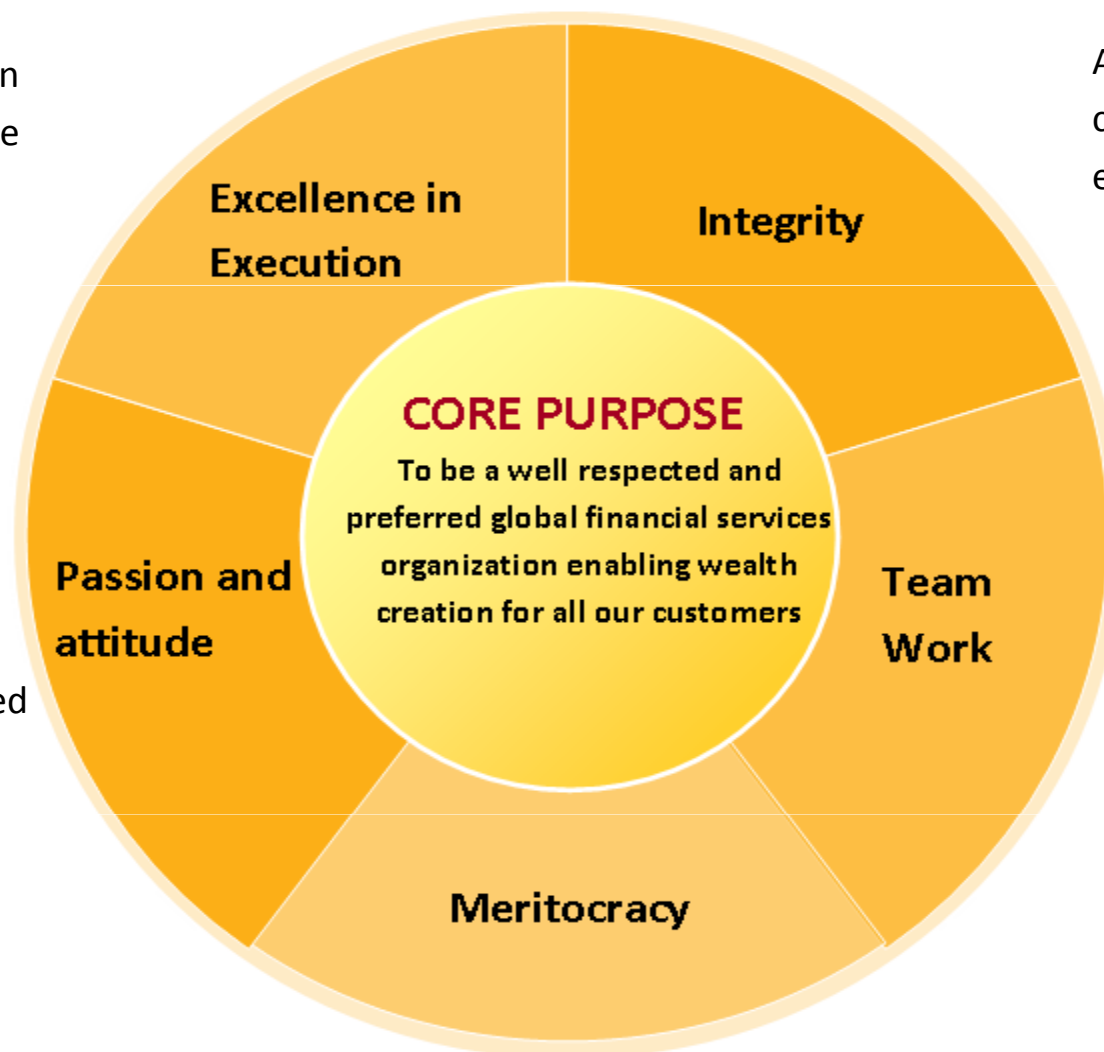 Excellence in
Execution
Integrity
CORE PURPOSE
To be a well respected and
preferred global financial services
organization enabling wealth
creation for all our customers
Passion and
attitude
Team
Work
Meritocracy